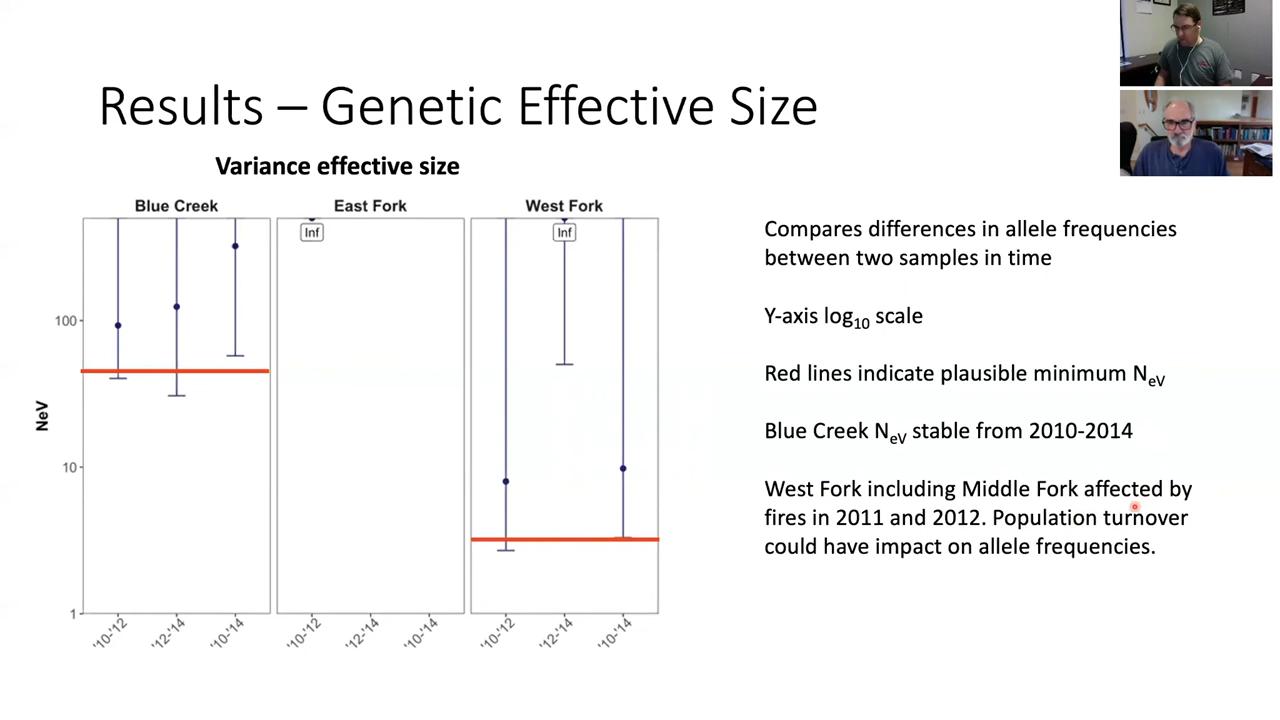 Results – Genetic Effective Size
Variance effective size
Blue Creek
East Fork
West Fork
Inf
Inf
100
10
1
NeV
'10-'12
'12-'14
'10-'14
'10-'12
'12-'14
'10-'14
'10-'12
'12-'14
'10-'14
Compares differences in allele frequencies
between two samples in time
Y-axis log10 scale
Red lines indicate plausible minimum NeV
Blue Creek NeV stable from 2010-2014
West Fork including Middle Fork affected by
fires in 2011 and 2012. Population turnover
could have impact on allele frequencies.